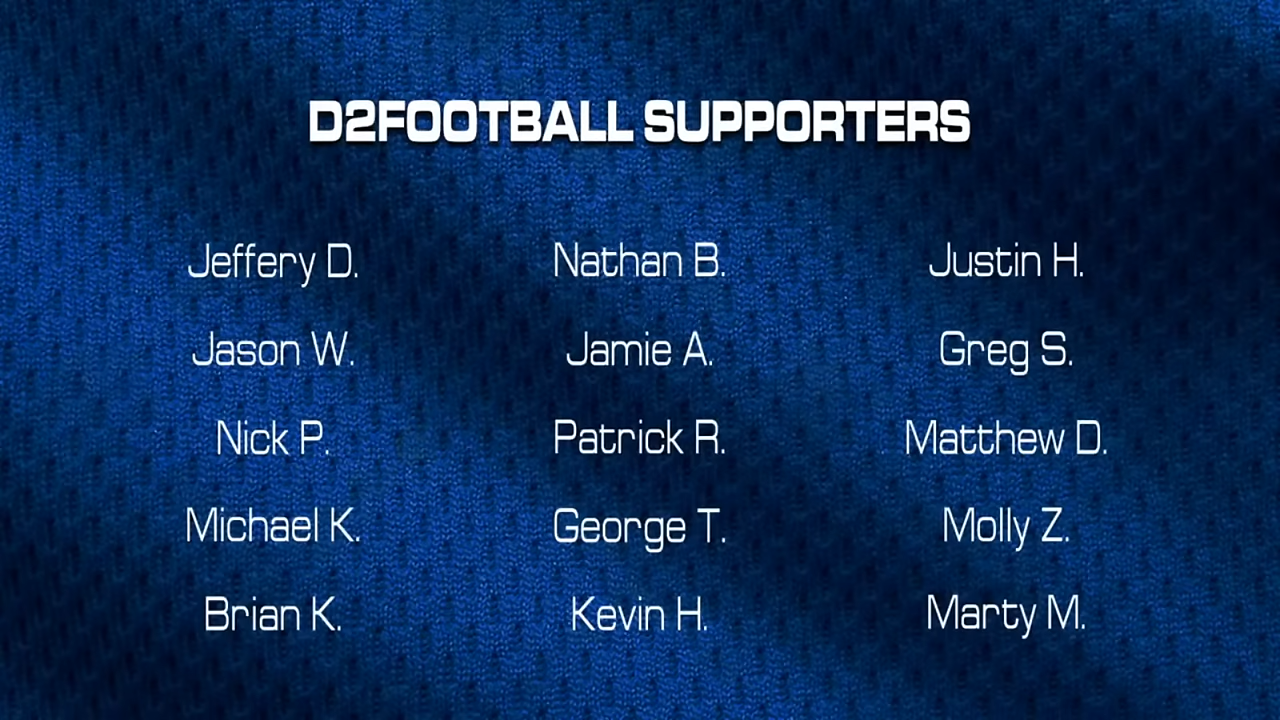 D2FOOTBALL SUPPORTERS
Jeffery D. Nathan B. Justin H.
Jason W. Jamie A. Greg S.
Nick P. Patrick R. Matthew D.
Michael K. George T. Molly Z.
Brian K. Kevin H. Marty M.